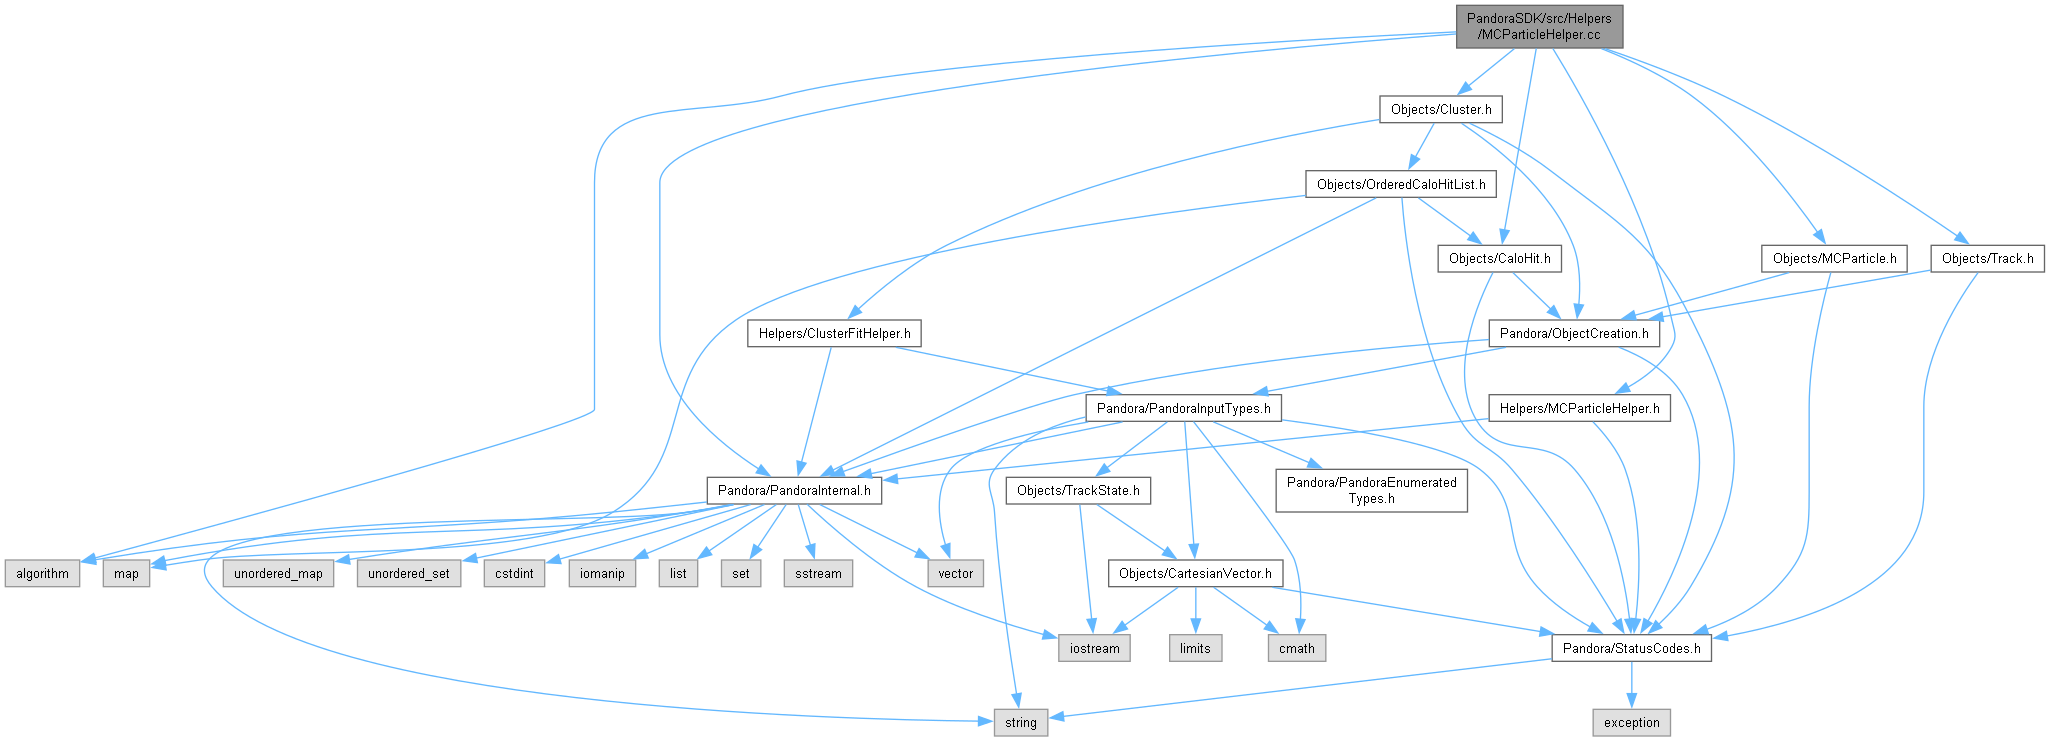 PandoraSDK/src/Helpers
/MCParticleHelper.cc
Objects/Cluster.h
Objects/OrderedCaloHitList.h
Objects/CaloHit.h
Objects/MCParticle.h
Objects/Track.h
Helpers/ClusterFitHelper.h
Pandora/ObjectCreation.h
Pandora/PandoraInputTypes.h
Helpers/MCParticleHelper.h
Pandora/PandoraInternal.h
Objects/TrackState.h
Pandora/PandoraEnumerated
Types.h
algorithm
map
unordered_map
unordered_set
cstdint
iomanip
list
set
sstream
vector
Objects/CartesianVector.h
iostream
limits
cmath
Pandora/StatusCodes.h
string
exception